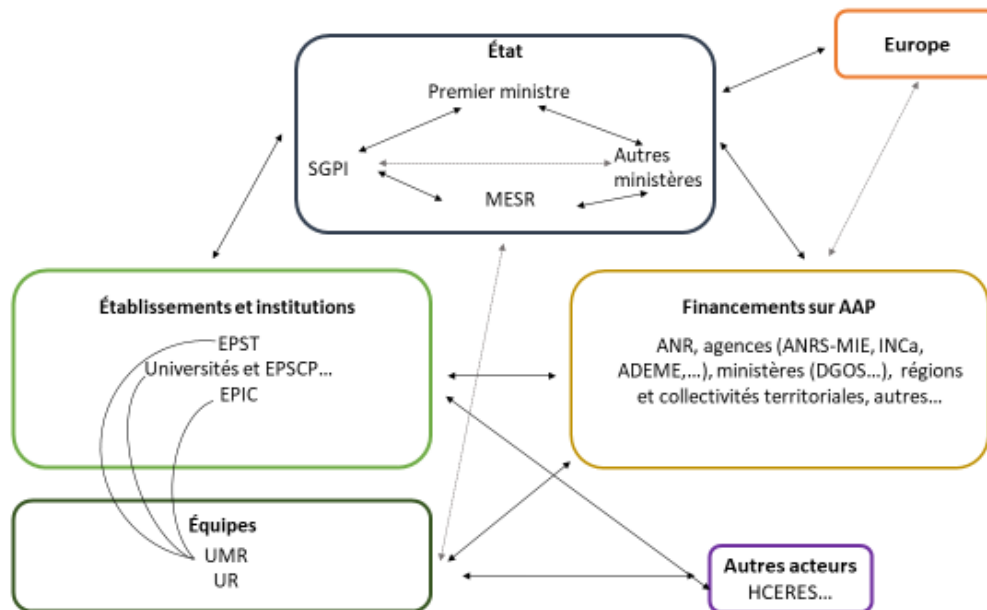 État
Europe
Premier ministre
SGPI
Autres
ministères
MESR
Établissements et institutions
EPST
Universités et EPSCP...
EPIC
Financements sur AAP
ANR, agences (ANRS-MIE, INCa,
ADEME,...), ministères (DGOS...), régions
et collectivités territoriales, autres...
Équipes
UMR
UR
Autres acteurs
HCERES...